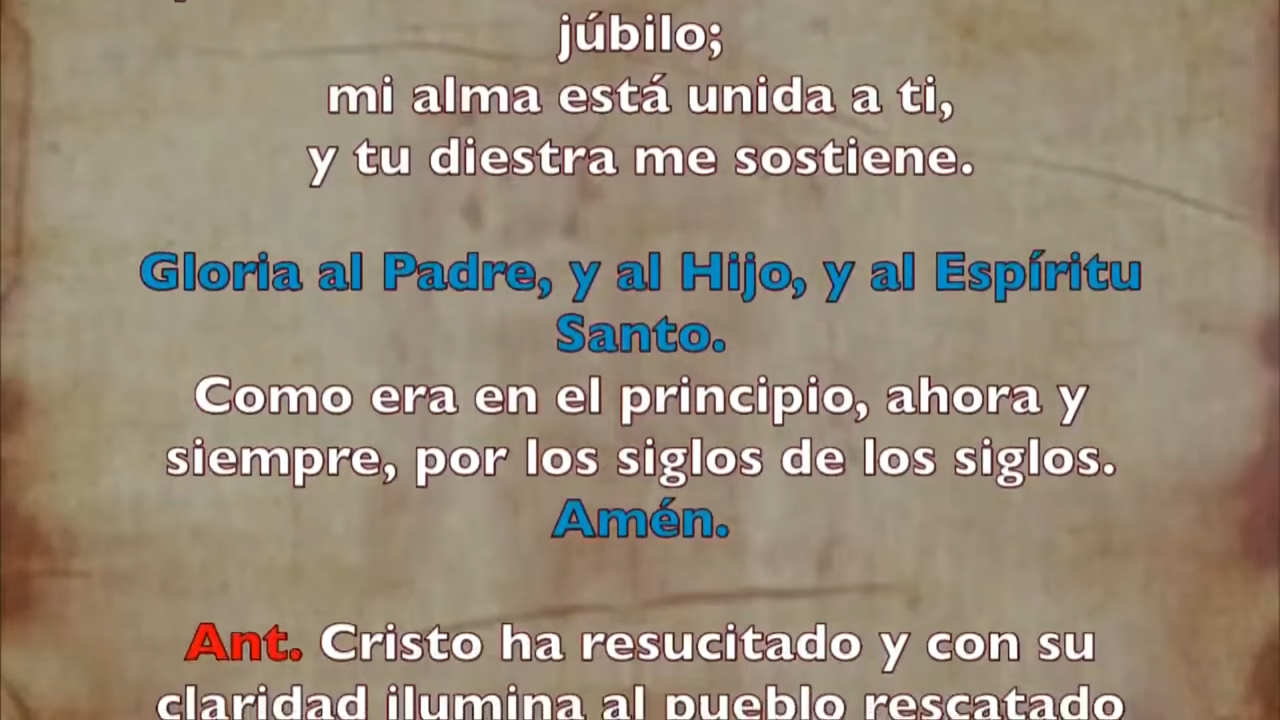 júbilo;
mi alma está unida a ti,
y tu diestra me sostiene.
Gloria al Padre, y al Hijo, y al Espíritu
Santo.
Como era en el principio, ahora y
siempre, por los siglos de los siglos.
Amén.
Ant. Cristo ha resucitado y con su
claridad ilumina al pueblo rescatado